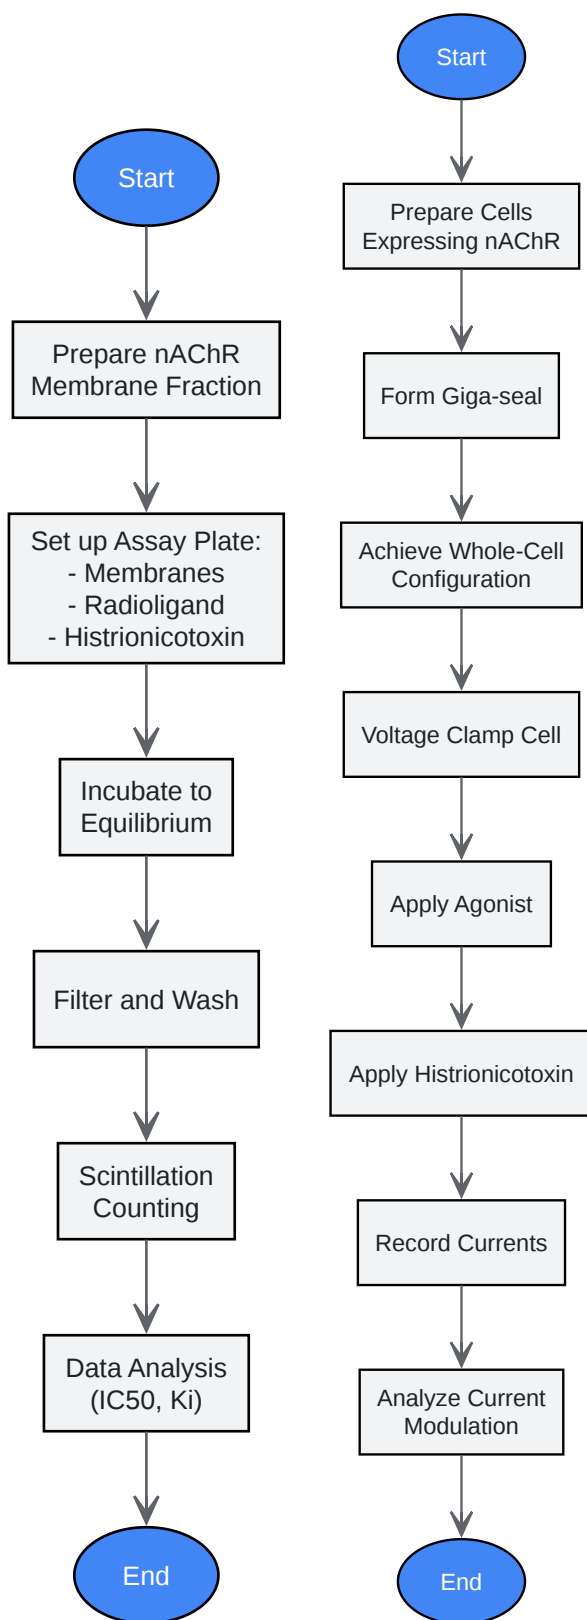 Start
Prepare nAChR
Membrane Fraction
Set up Assay Plate:
- Membranes
- Radioligand
- Histrionicotoxin
Incubate to
Equilibrium
Filter and Wash
Scintillation
Counting
Data Analysis
(IC50, Ki)
End
Start
Prepare Cells
Expressing nAChR
Form Giga-seal
Achieve Whole-Cell
Configuration
Voltage Clamp Cell
Apply Agonist
Apply Histrionicotoxin
Record Currents
Analyze Current
Modulation
End